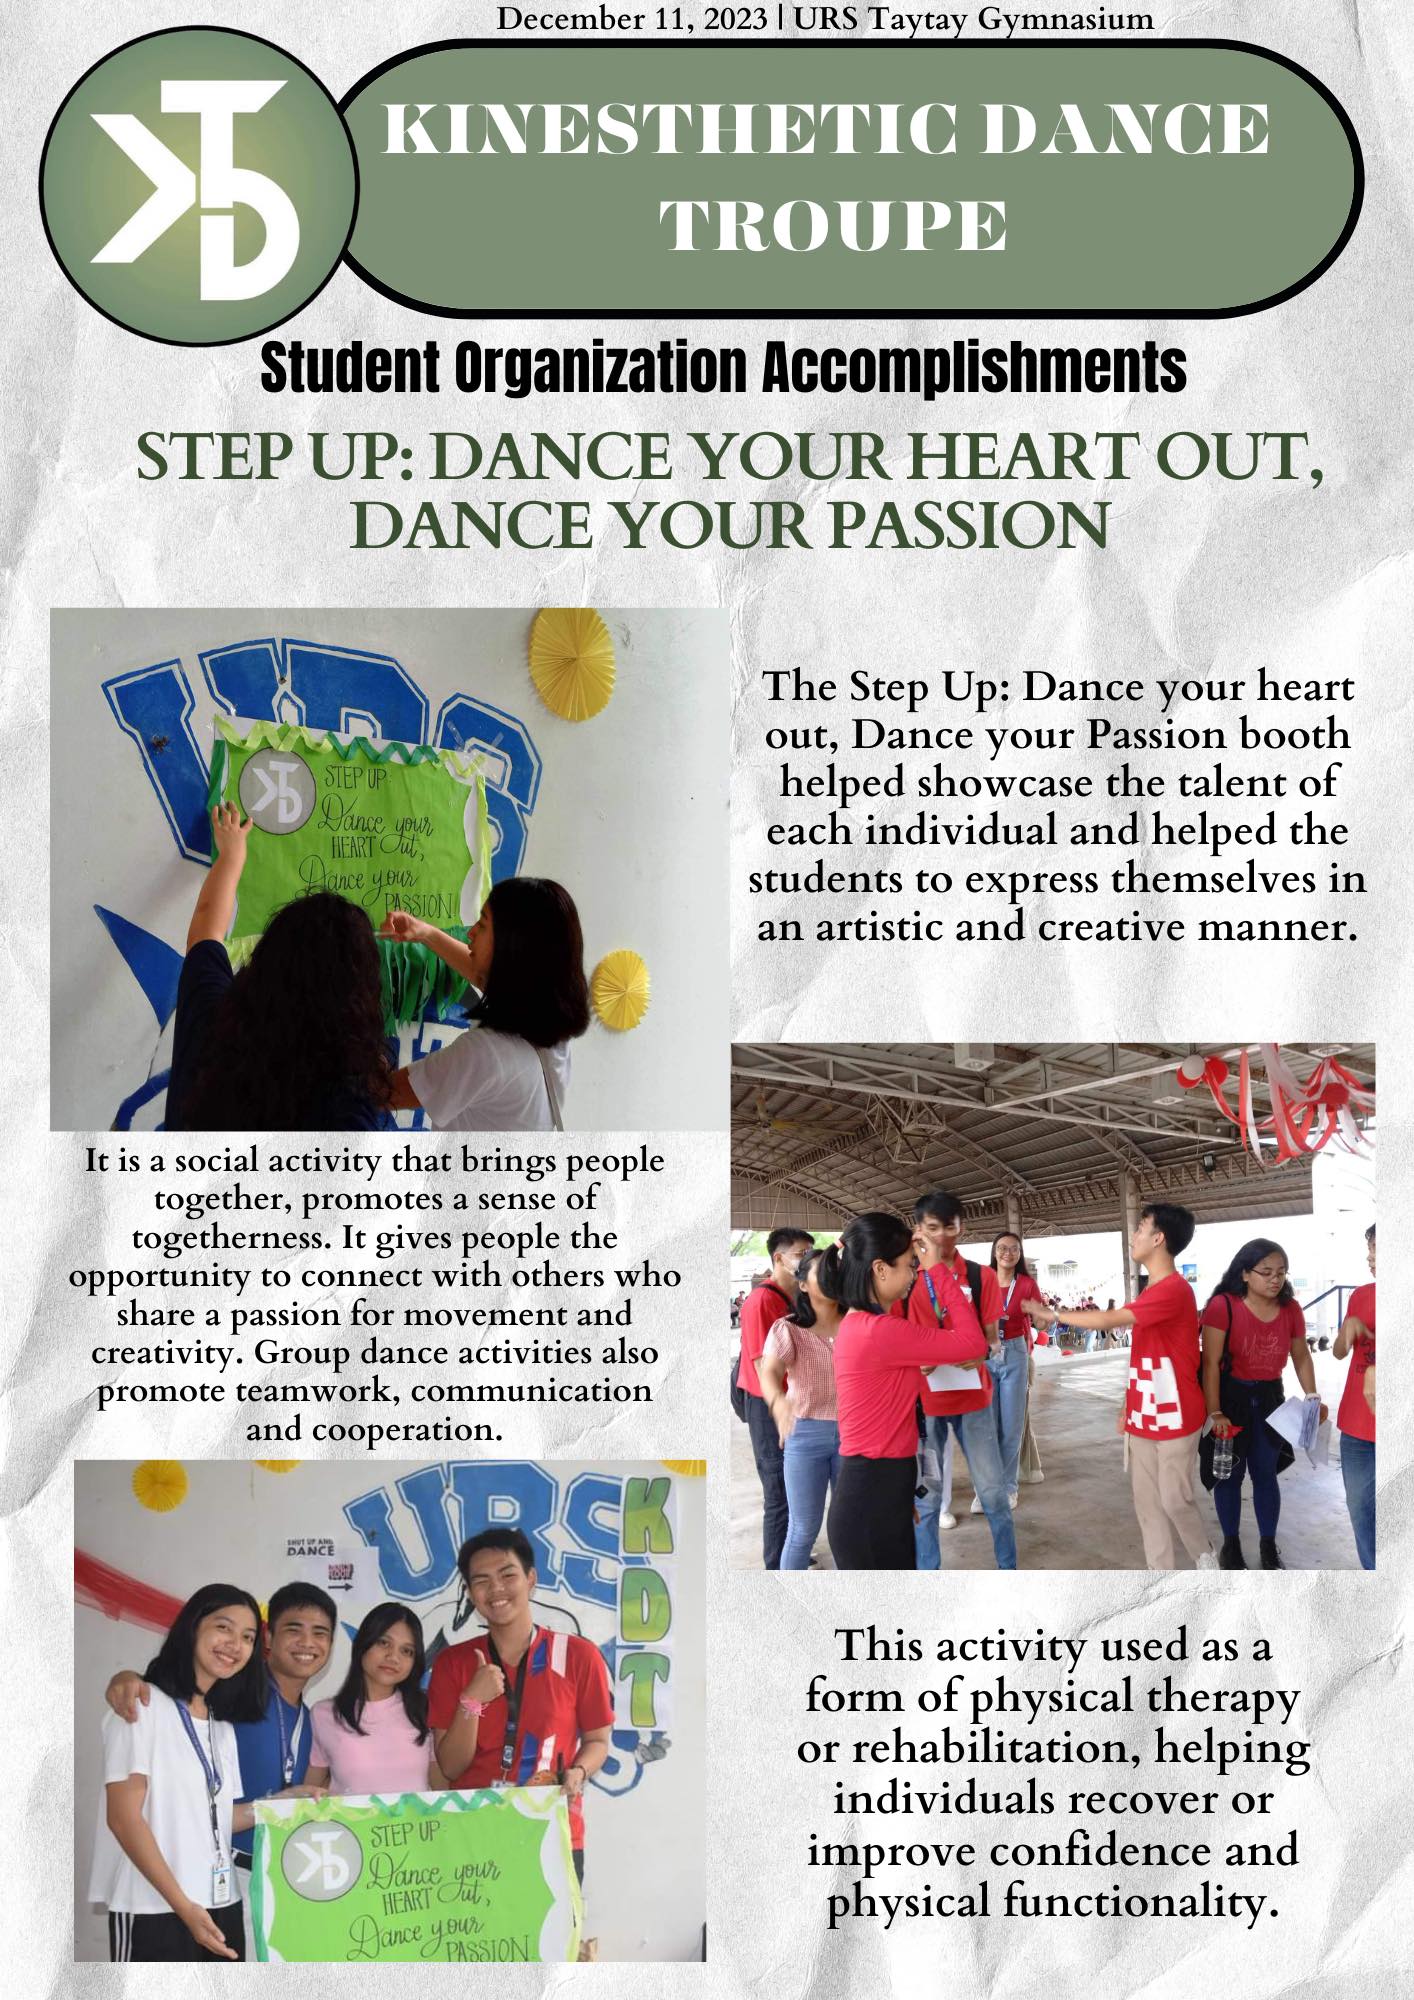 December 11, 2023 | URS Taytay Gymnasium
KINESTHETIC DANCE
TROUPE
Student Organization Accomplishments
STEP UP: DANCE YOUR HEART OUT,
DANCE YOUR PASSION
URS
STEP UP:
Dance your
HEART Out,
Dance your
PASSION
The Step Up: Dance your heart
out, Dance your Passion booth
helped showcase the talent of
each individual and helped the
students to express themselves in
an artistic and creative manner.
It is a social activity that brings people
together, promotes a sense of
togetherness. It gives people the
opportunity to connect with others who
share a passion for movement and
creativity. Group dance activities also
promote teamwork, communication
and cooperation.
URS
KDT
SHUT UP AND
DANCE
STEP UP:
Dance your
HEART Out,
Dance your
PASSION
This activity used as a
form of physical therapy
or rehabilitation, helping
individuals recover or
improve confidence and
physical functionality.